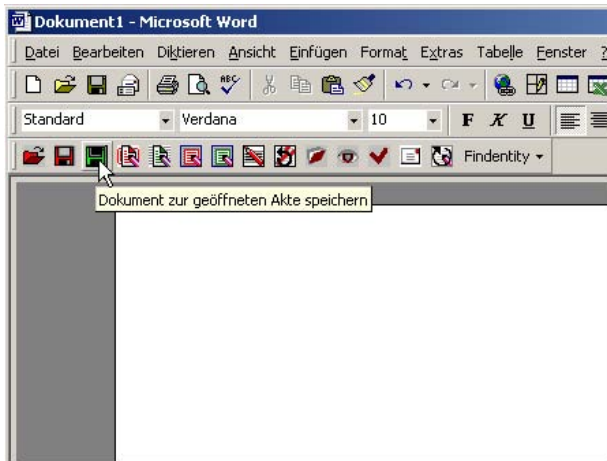 Dokument1 - Microsoft Word
Datei Bearbeiten Diktieren Ansicht Einfügen Format Extras Tabelle Fenster ?
ABC
Standard Verdana 10 F K U
Findentity
Dokument zur geöffneten Akte speichern